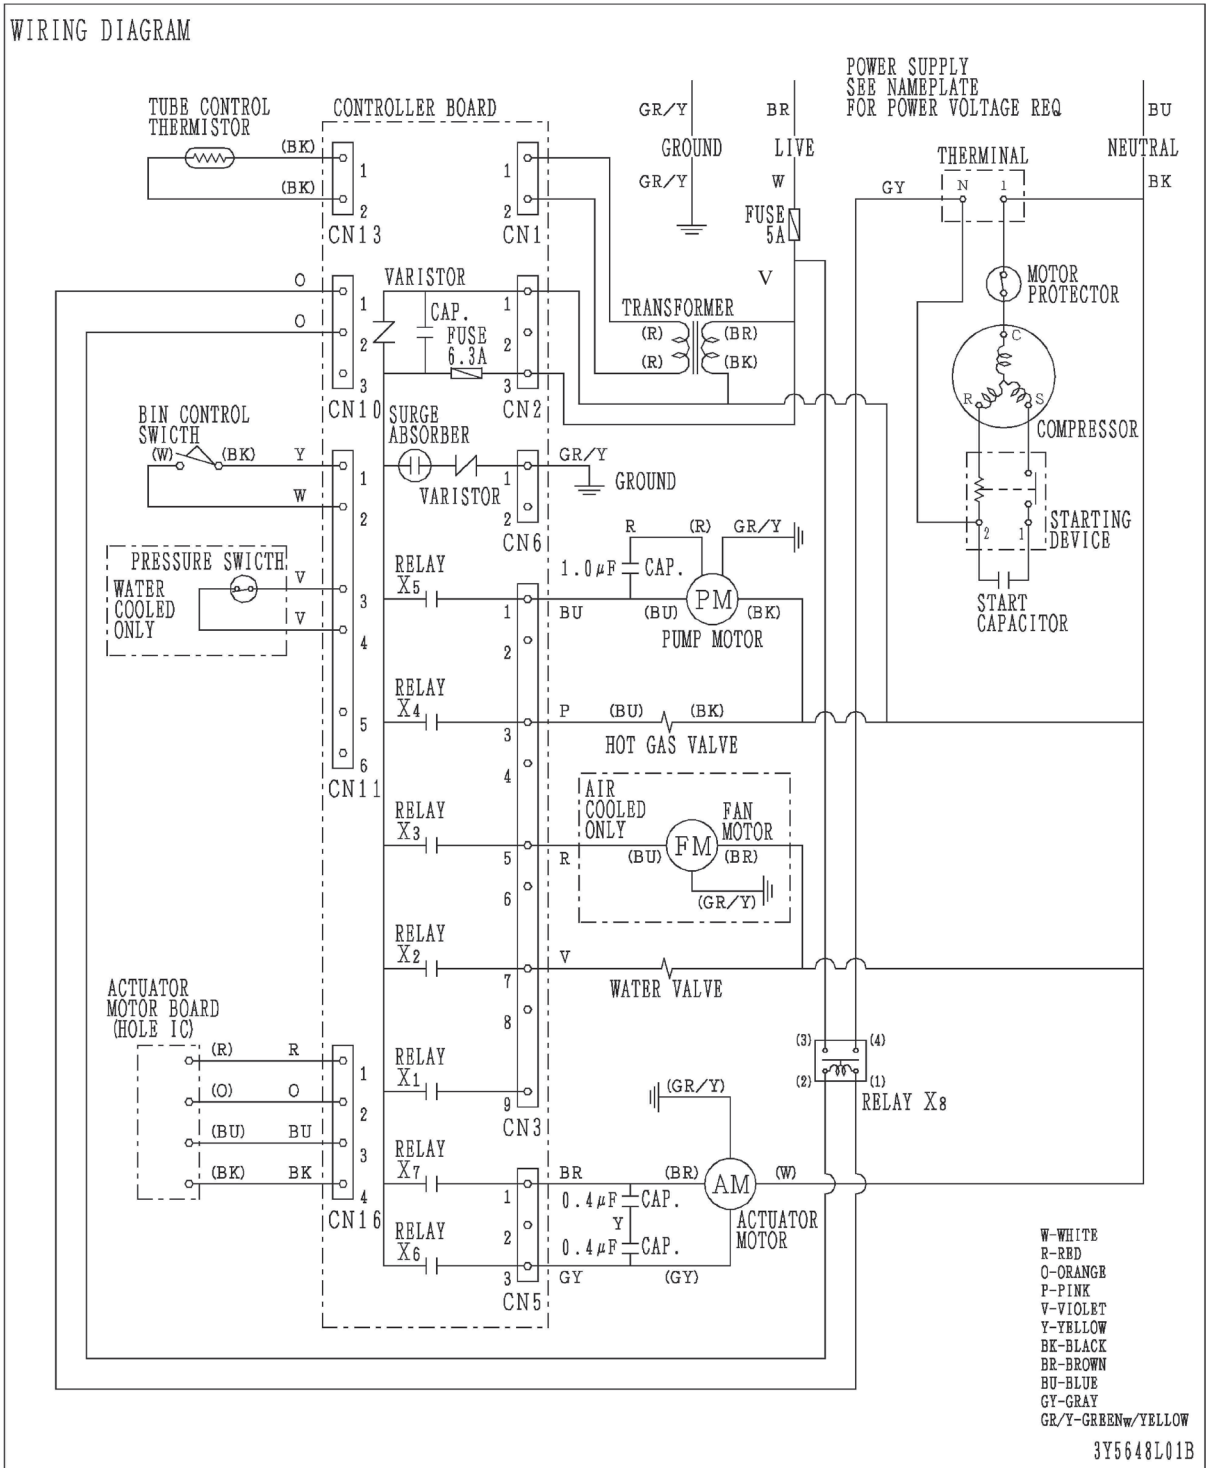 WIRING DIAGRAM
POWER SUPPLY
SEE NAMEPLATE
FOR POWER VOLTAGE REQ
TUBE CONTROL
THERMISTOR
CONTROLLER BOARD
GR/Y
BR
BU
GROUND
LIVE
NEUTRAL
(BK)
(BK)
1
2
CN13
1
2
CN1
GR/Y
W
THERMINAL
BK
GY
N
1
FUSE
5A
V
MOTOR
PROTECTOR
O
O
VARISTOR
CAP.
FUSE
6.3A
1
2
3
CN10
1
2
3
CN2
TRANSFORMER
(R)
(BR)
(R)
(BK)
C
R
S
COMPRESSOR
BIN CONTROL
SWICTH
(W)
(BK)
Y
W
SURGE
ABSORBER
VARISTOR
1
2
1
2
CN6
GR/Y
GROUND
STARTING
DEVICE
2
1
START
CAPACITOR
PRESSURE SWICTH
WATER
COOLED
ONLY
V
V
3
4
5
6
CN11
RELAY
X5
R
(R)
GR/Y
1.0μF
CAP.
1
BU
(BU)
PM
(BK)
PUMP MOTOR
2
RELAY
X4
P
(BU)
(BK)
3
HOT GAS VALVE
4
AIR
COOLED
ONLY
FAN
MOTOR
RELAY
X3
5
R
(BU)
FM
(BR)
(GR/Y)
6
RELAY
X2
V
7
WATER VALVE
8
ACTUATOR
MOTOR BOARD
(HOLE IC)
(R)
R
(O)
O
(BU)
BU
(BK)
BK
1
2
3
4
CN16
RELAY
X1
9
CN3
(3)
(4)
(2)
(1)
RELAY X8
(GR/Y)
RELAY
X7
BR
(BR)
AM
(W)
1
0.4μF
CAP.
Y
ACTUATOR
MOTOR
2
0.4μF
CAP.
RELAY
X6
3
GY
(GY)
CN5
W-WHITE
R-RED
O-ORANGE
P-PINK
V-VIOLET
Y-YELLOW
BK-BLACK
BR-BROWN
BU-BLUE
GY-GRAY
GR/Y-GREENw/YELLOW
3Y5648L01B